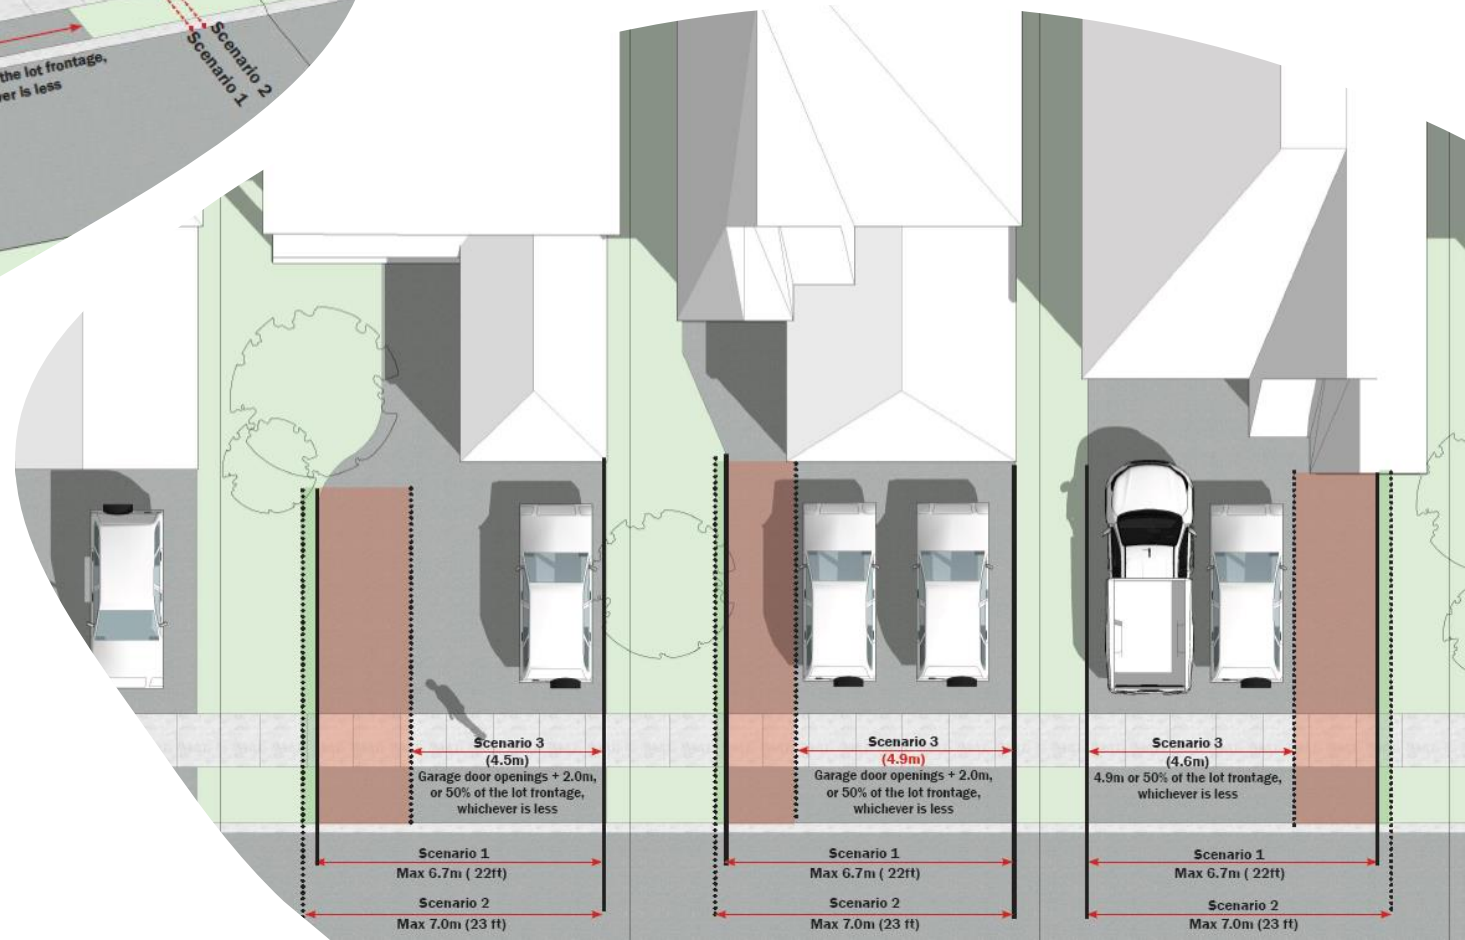 Scenario 2
Scenario 1
the lot frontage,
ver is less
Scenario 3
(4.5m)
Garage door openings + 2.0m,
or 50% of the lot frontage,
whichever is less
Scenario 1
Max 6.7m ( 22ft)
Scenario 2
Max 7.0m (23 ft)
Scenario 3
(4.9m)
Garage door openings + 2.0m,
or 50% of the lot frontage,
whichever is less
Scenario 1
Max 6.7m ( 22ft)
Scenario 2
Max 7.0m (23 ft)
Scenario 3
(4.6m)
4.9m or 50% of the lot frontage,
whichever is less
Scenario 1
Max 6.7m ( 22ft)
Scenario 2
Max 7.0m (23 ft)